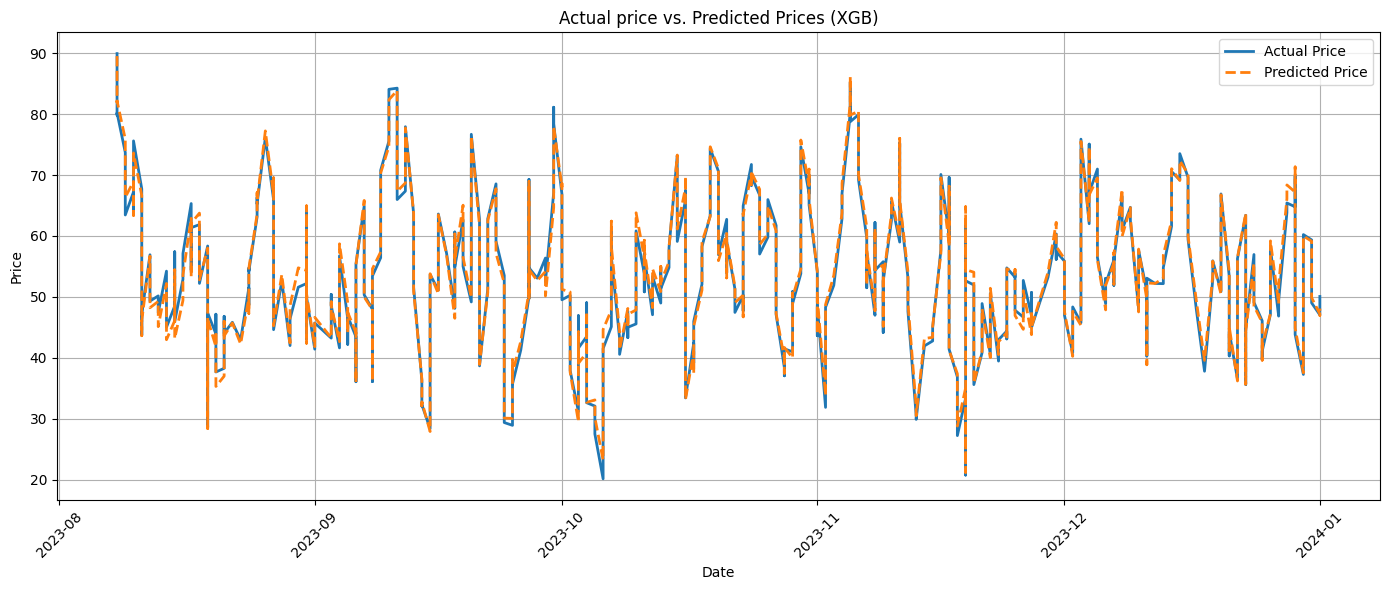 Actual price vs. Predicted Prices (XGB)
Actual Price
Predicted Price
Price
90
80
70
60
50
40
30
20
2023-08
2023-09
2023-10
2023-11
2023-12
2024-01
Date